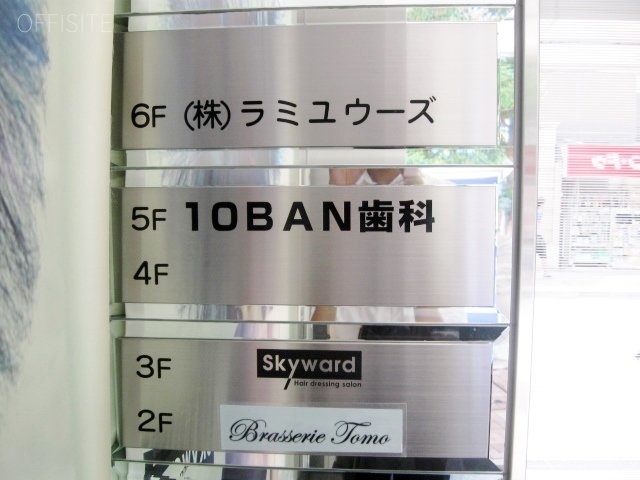 OFFISITE
6F (株)ラミユウーズ
5F 10BAN歯科
4F
3F Skyward
Hair dressing salon
2F Brasserie Tomo